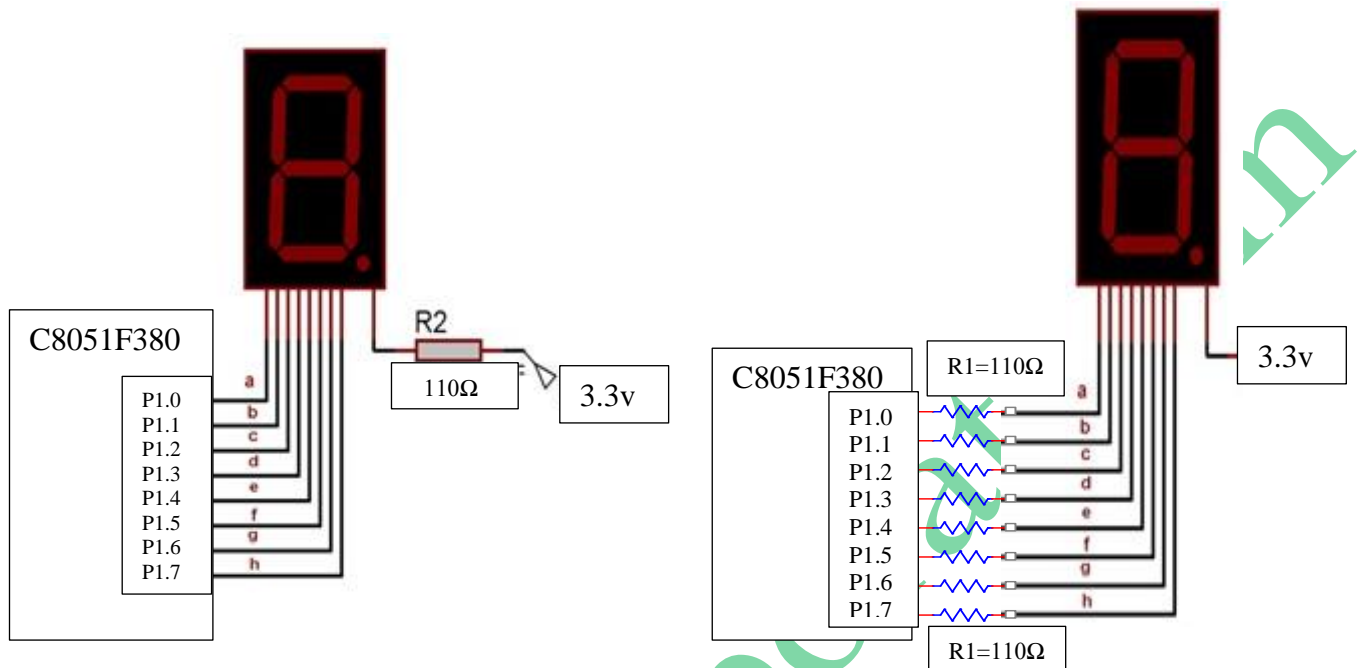 R2
110Ω
3.3v
C8051F380
P1.0
P1.1
P1.2
P1.3
P1.4
P1.5
P1.6
P1.7
a
b
c
d
e
f
g
h
3.3v
C8051F380
R1=110Ω
P1.0
P1.1
P1.2
P1.3
P1.4
P1.5
P1.6
P1.7
a
b
c
d
e
f
g
h
R1=110Ω